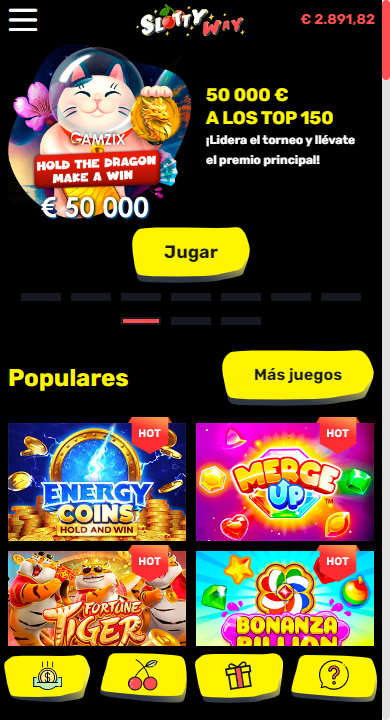 SLOTTY WAY
€ 2.891,82
GAMZIX
HOLD THE DRAGON
MAKE A WIN
€ 50 000
50 000 €
A LOS TOP 150
¡Lidera el torneo y llévate
el premio principal!
Jugar
Populares
Más juegos
HOT
ENERGY
COINS
HOLD AND WIN
HOT
MERGE
UP™
HOT
FORTUNE
TIGER
HOT
BONANZA
BILLION